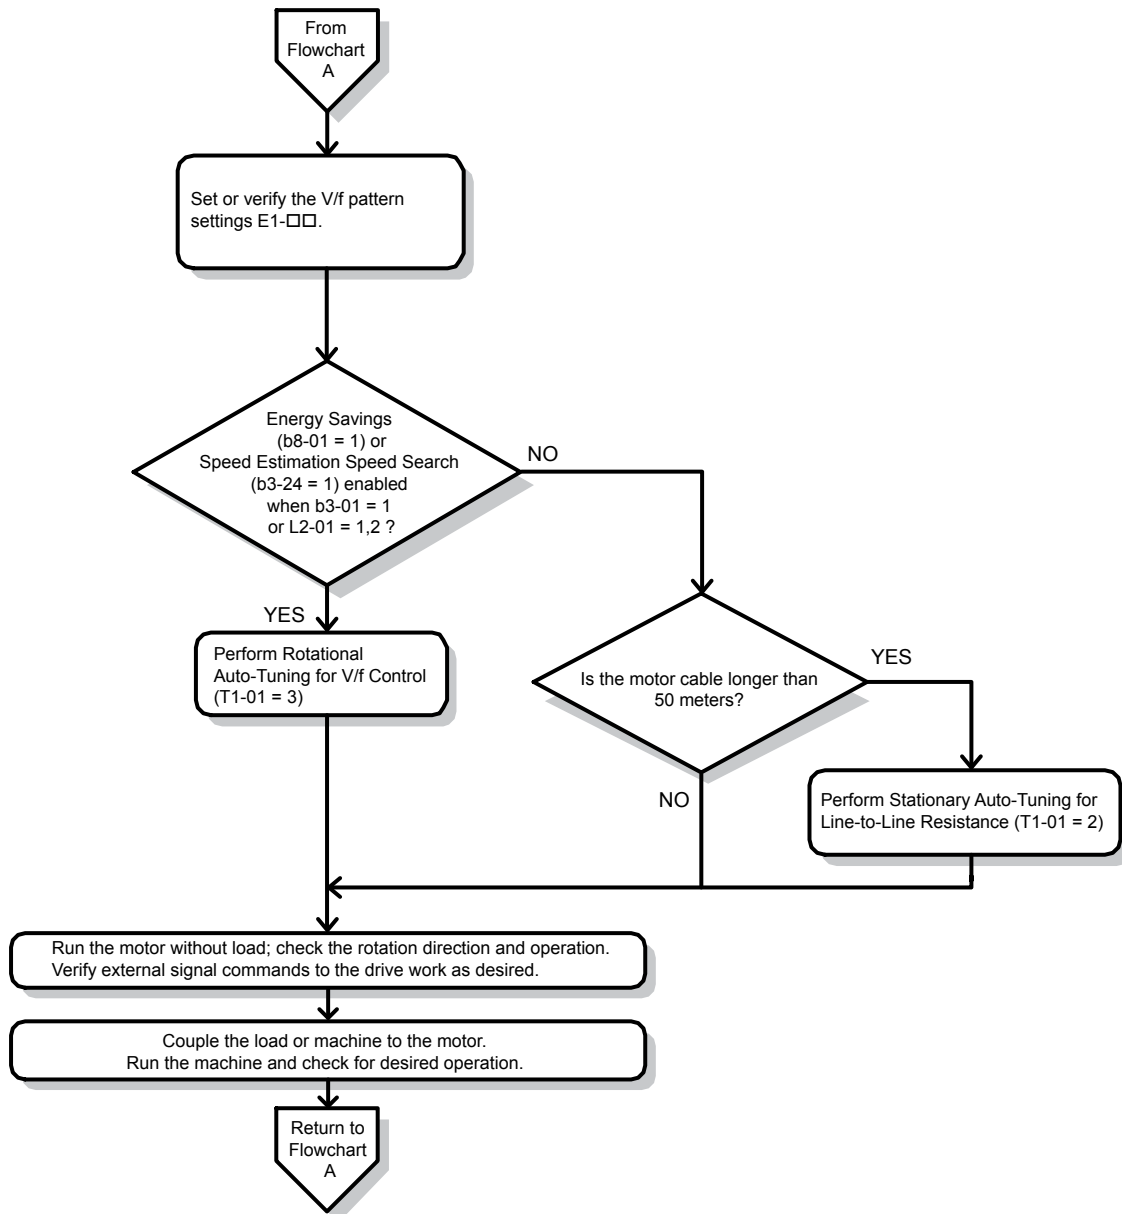 From
Flowchart
A
Set or verify the V/f pattern
settings E1-□□.
Energy Savings
(b8-01 = 1) or
Speed Estimation Speed Search
(b3-24 = 1) enabled
when b3-01 = 1
or L2-01 = 1,2 ?
NO
YES
Perform Rotational
Auto-Tuning for V/f Control
(T1-01 = 3)
Is the motor cable longer than
50 meters?
YES
NO
Perform Stationary Auto-Tuning for
Line-to-Line Resistance (T1-01 = 2)
Run the motor without load; check the rotation direction and operation.
Verify external signal commands to the drive work as desired.
Couple the load or machine to the motor.
Run the machine and check for desired operation.
Return to
Flowchart
A